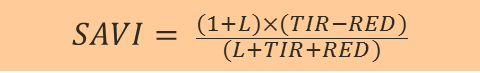 SAVI = (1+L)×(TIR−RED) / (L+TIR+RED)